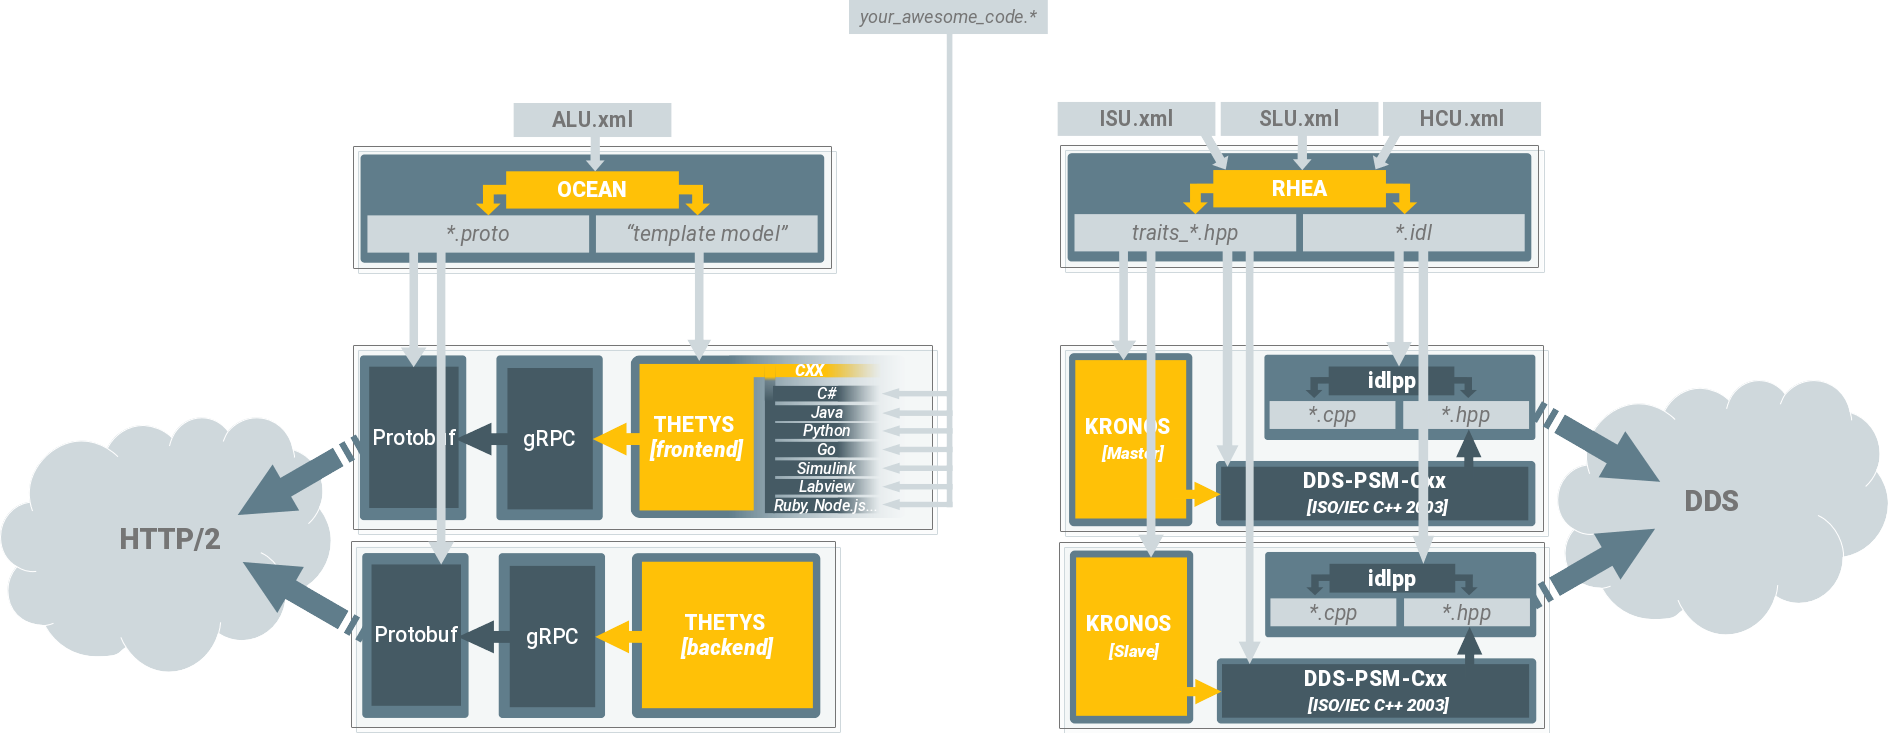 your_awesome_code.*
ALU.xml
OCEAN
*.proto
“template model”
ISU.xml
SLU.xml
HCU.xml
RHEA
traits_*.hpp
*.idl
Protobuf
gRPC
THETYS
[frontend]
CXX
C#
Java
Python
Go
Simulink
Labview
Ruby, Node.js...
HTTP/2
Protobuf
gRPC
THETYS
[backend]
KRONOS
[Master]
idlpp
*.cpp
*.hpp
DDS-PSM-Cxx
[ISO/IEC C++ 2003]
DDS
KRONOS
[Slave]
idlpp
*.cpp
*.hpp
DDS-PSM-Cxx
[ISO/IEC C++ 2003]